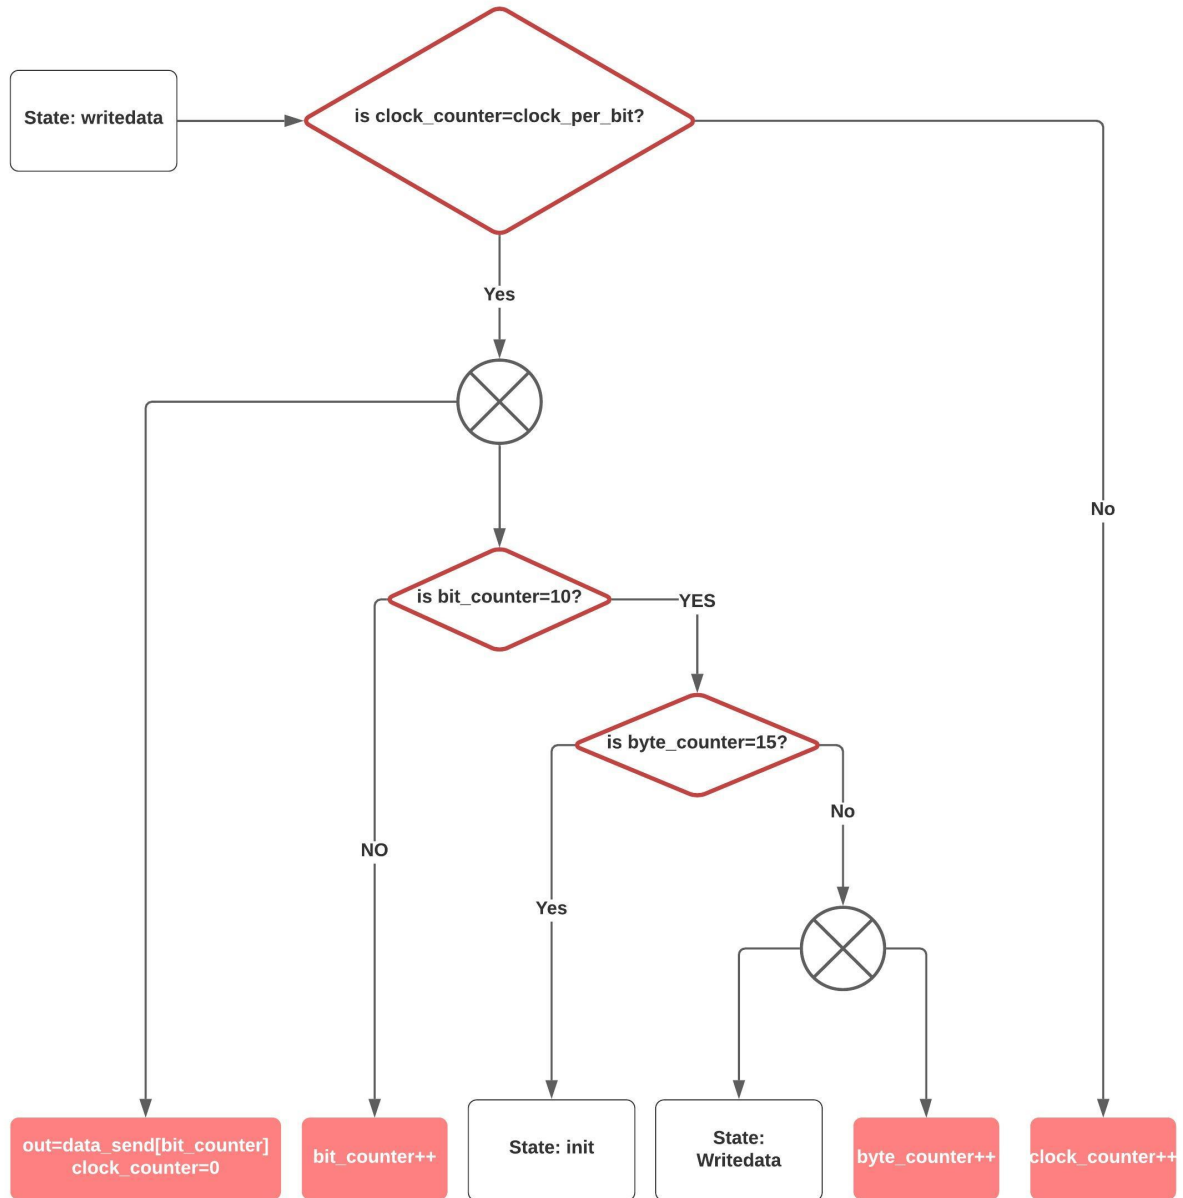 State: writedata
is clock_counter=clock_per_bit?
Yes
No
is bit_counter=10?
YES
is byte_counter=15?
No
NO
Yes
out=data_send[bit_counter]
clock_counter=0
bit_counter++
State: init
State:
Writedata
byte_counter++
clock_counter++